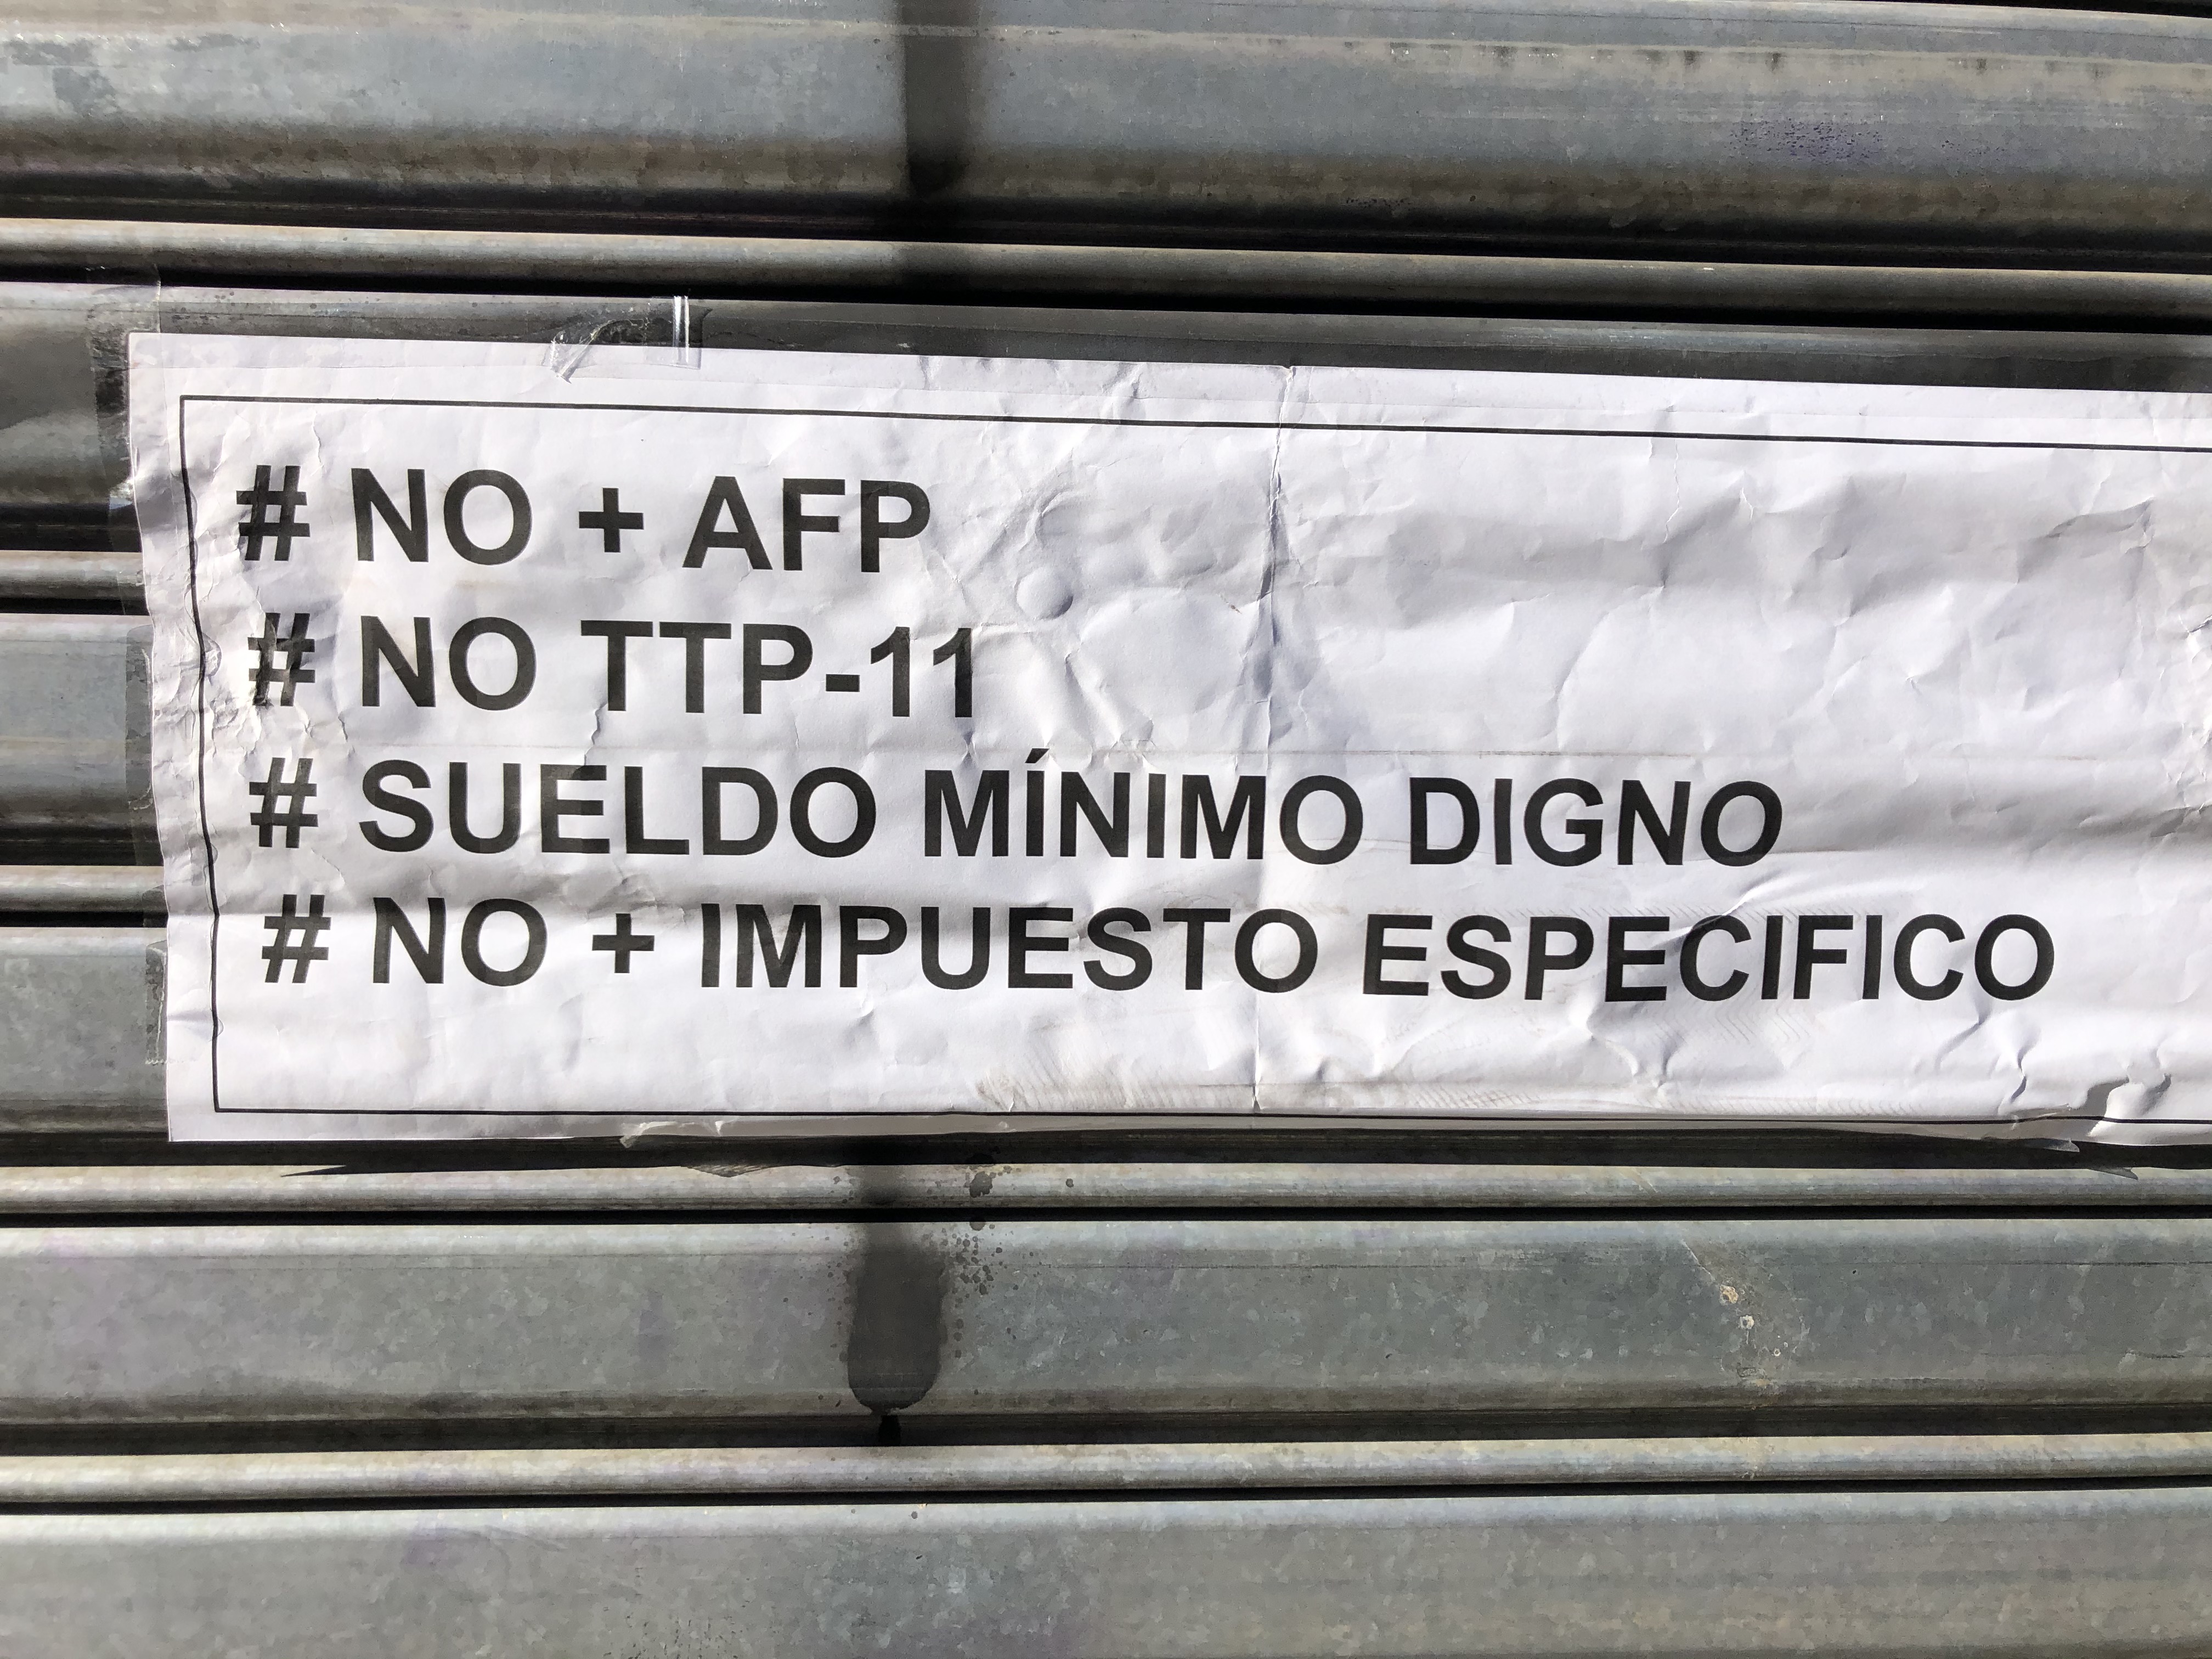 # NO + AFP
# NO TTP-11
# SUELDO MÍNIMO DIGNO
# NO + IMPUESTO ESPECIFICO